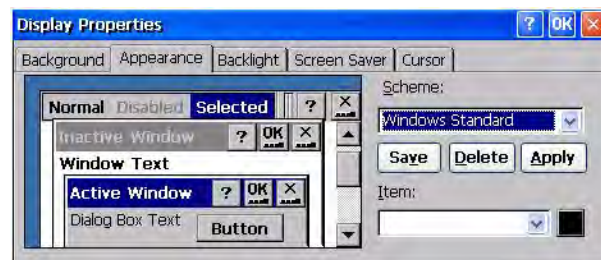 Display Properties ? OK ×
Background Appearance Backlight Screen Saver Cursor
Normal Disabled Selected ? ×
Inactive Window ? OK ×
Window Text
Active Window ? OK ×
Dialog Box Text Button
Scheme:
Windows Standard
Save Delete Apply
Item: